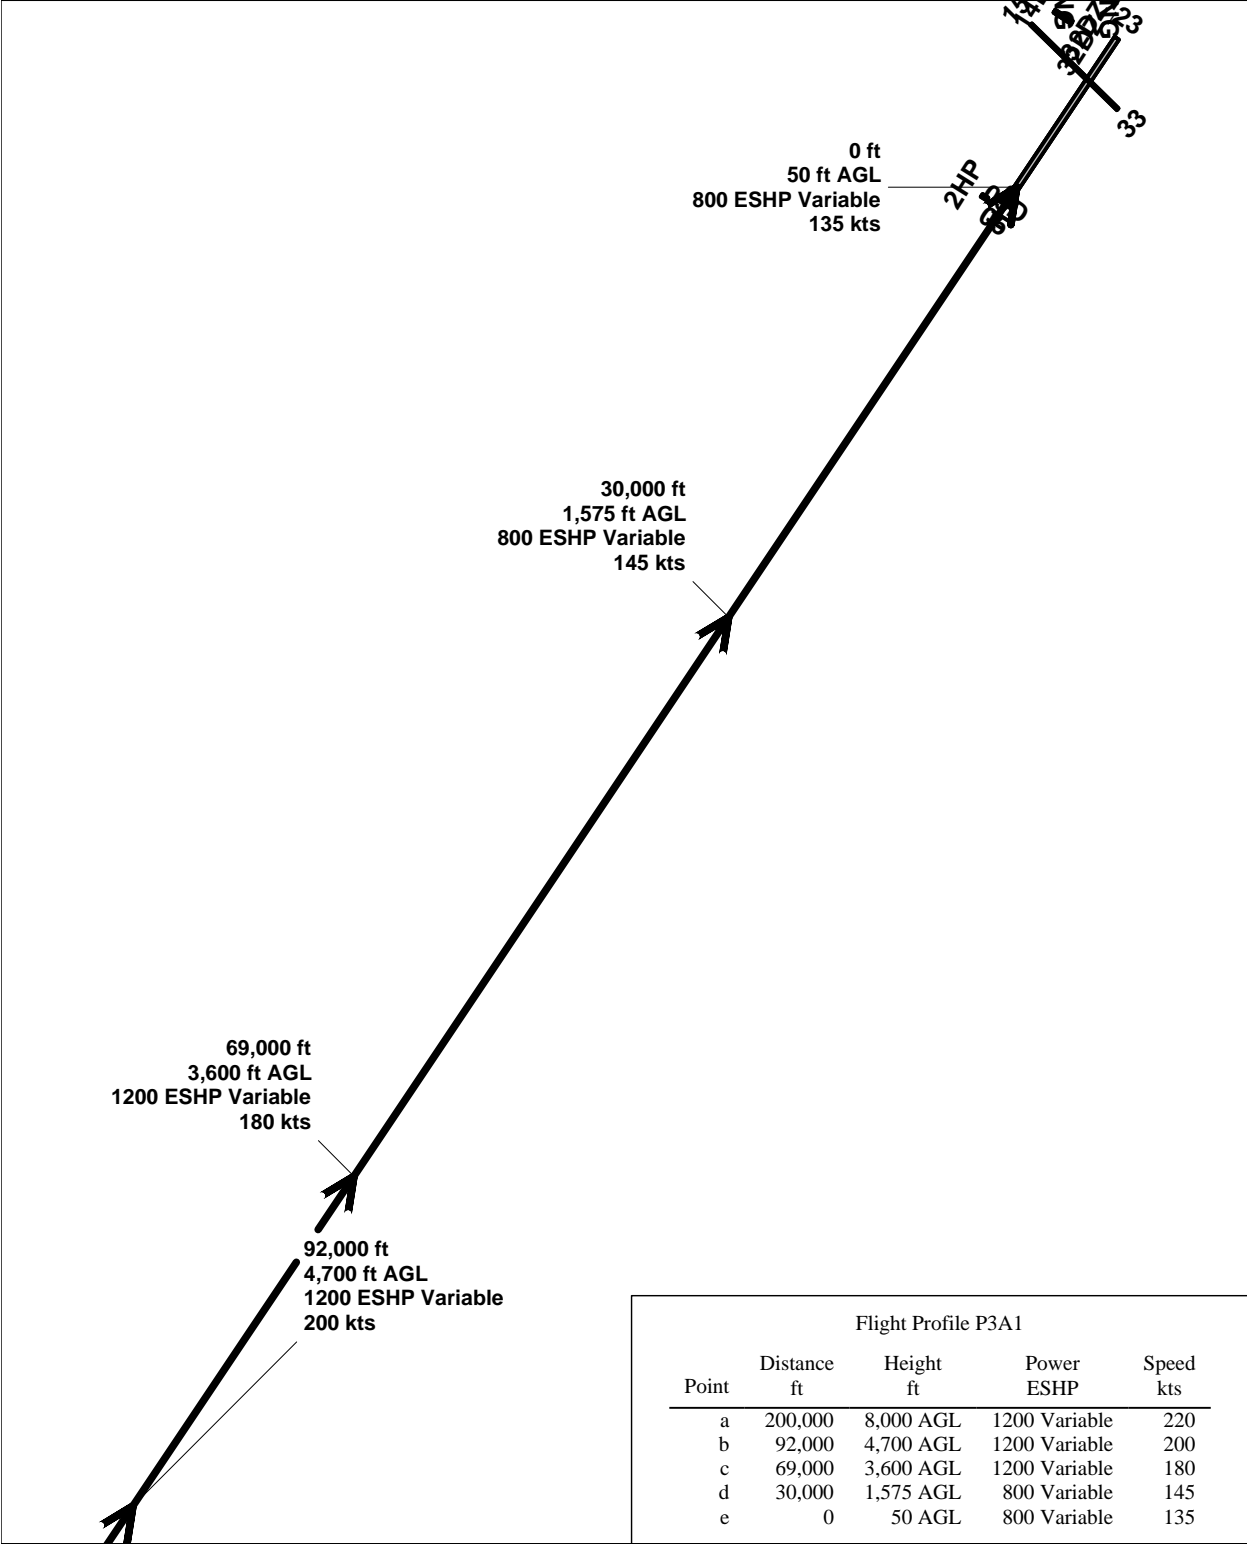 23
33
0 ft
50 ft AGL
800 ESHP Variable
135 kts
2HP
30,000 ft
1,575 ft AGL
800 ESHP Variable
145 kts
69,000 ft
3,600 ft AGL
1200 ESHP Variable
180 kts
92,000 ft
4,700 ft AGL
1200 ESHP Variable
200 kts
Flight Profile P3A1
Distance Height Power Speed
Point ft ft ESHP kts
a 200,000 8,000 AGL 1200 Variable 220
b 92,000 4,700 AGL 1200 Variable 200
c 69,000 3,600 AGL 1200 Variable 180
d 30,000 1,575 AGL 800 Variable 145
e 0 50 AGL 800 Variable 135